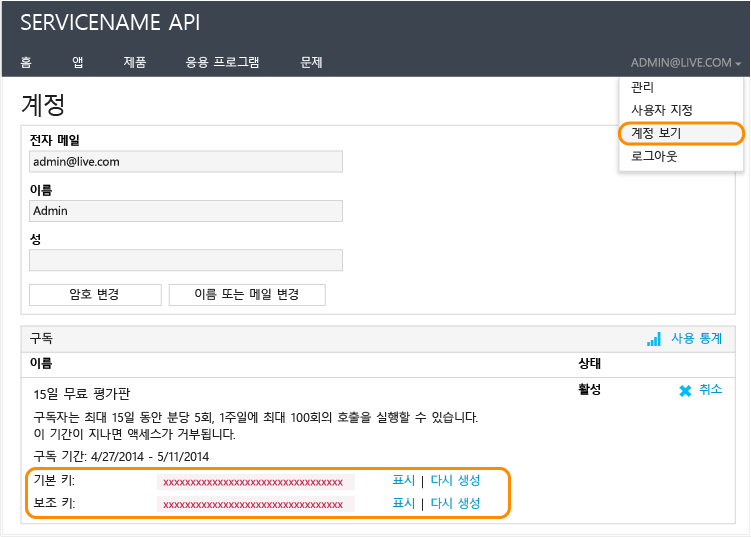 SERVICENAME API
홈 앱 제품 응용 프로그램 문제 ADMIN@LIVE.COM
관리
사용자 지정
계정 보기
로그아웃
계정
전자 메일
admin@live.com
이름
Admin
성
암호 변경 이름 또는 메일 변경
구독 사용 통계
이름 상태
15일 무료 평가판 활성 취소
구독자는 최대 15일 동안 분당 5회, 1주일에 최대 100회의 호출을 실행할 수 있습니다.
이 기간이 지나면 액세스가 거부됩니다.
구독 기간: 4/27/2014 - 5/11/2014
기본 키: xxxxxxxxxxxxxxxxxxxxxxxxxxxxxxxx 표시 | 다시 생성
보조 키: xxxxxxxxxxxxxxxxxxxxxxxxxxxxxxxx 표시 | 다시 생성